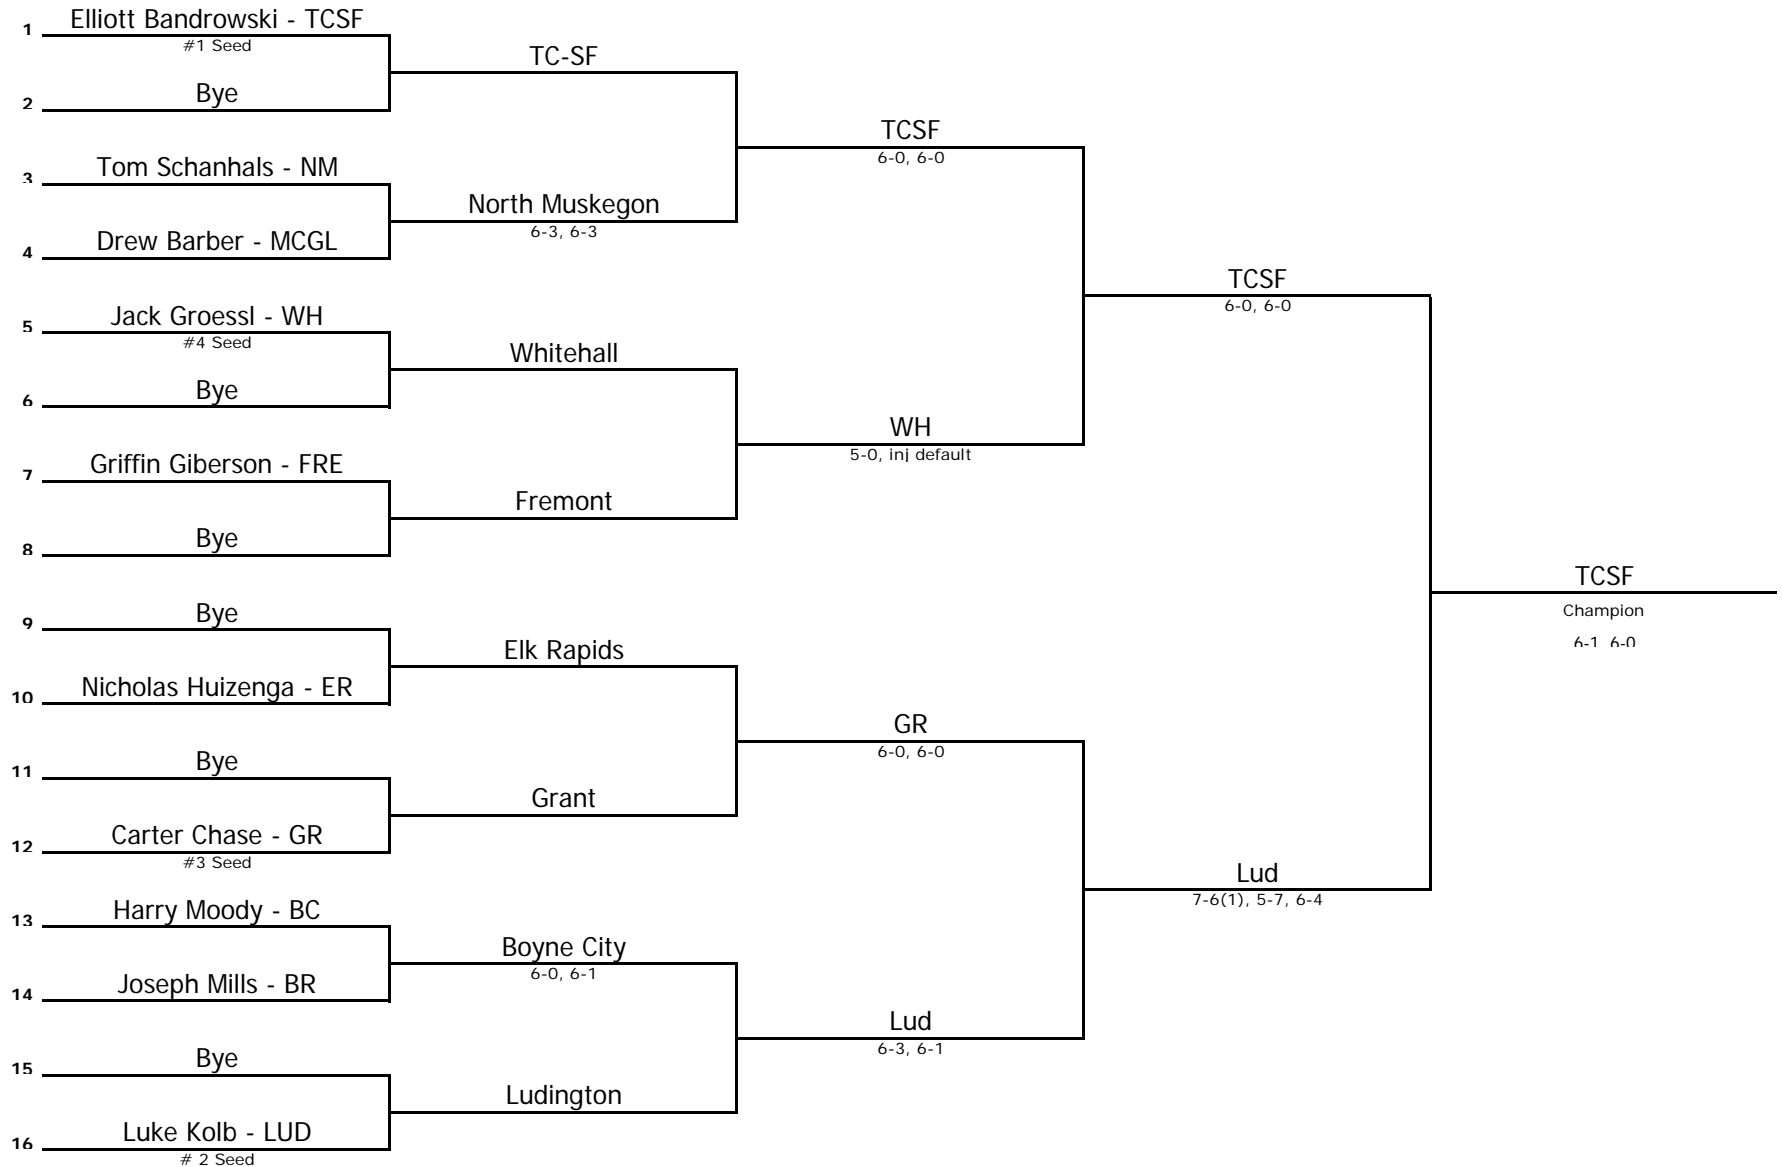 1
Elliott Bandrowski - TCSF
#1 Seed
2
Bye
3
Tom Schanhals - NM
4
Drew Barber - MCGL
5
Jack Groessl - WH
#4 Seed
6
Bye
7
Griffin Giberson - FRE
8
Bye
9
Bye
10
Nicholas Huizenga - ER
11
Bye
12
Carter Chase - GR
#3 Seed
13
Harry Moody - BC
14
Joseph Mills - BR
15
Bye
16
Luke Kolb - LUD
# 2 Seed
TC-SF
North Muskegon
6-3, 6-3
Whitehall
Fremont
Elk Rapids
Grant
Boyne City
6-0, 6-1
Ludington
TCSF
6-0, 6-0
WH
5-0, inj default
GR
6-0, 6-0
Lud
6-3, 6-1
TCSF
6-0, 6-0
Lud
7-6(1), 5-7, 6-4
TCSF
Champion
6-1, 6-0